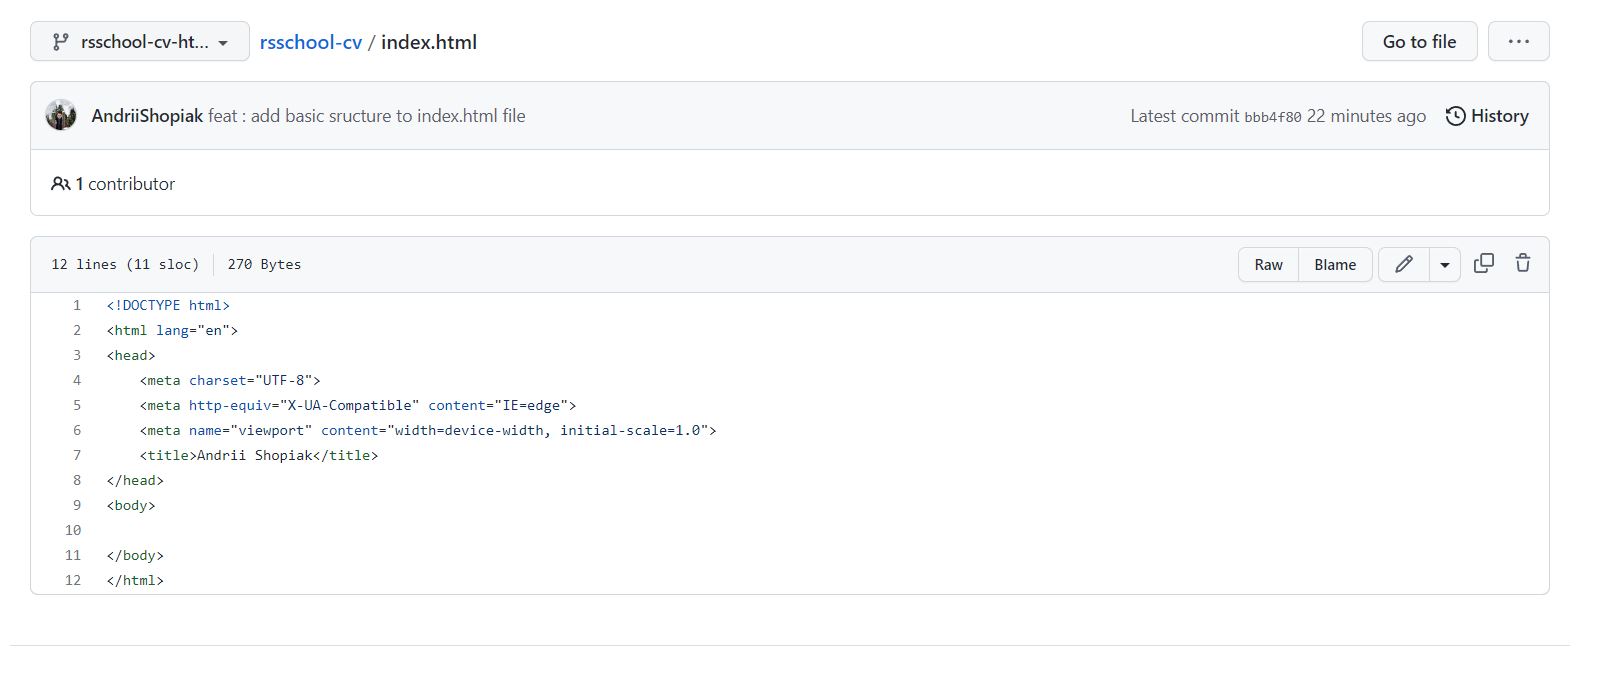 rsschool-cv-ht... rsschool-cv / index.html Go to file ...
AndriiShopiak feat : add basic sructure to index.html file Latest commit bbb4f80 22 minutes ago History
1 contributor
12 lines (11 sloc) 270 Bytes Raw Blame
1 <!DOCTYPE html>
2 <html lang="en">
3 <head>
4     <meta charset="UTF-8">
5     <meta http-equiv="X-UA-Compatible" content="IE=edge">
6     <meta name="viewport" content="width=device-width, initial-scale=1.0">
7     <title>Andrii Shopiak</title>
8 </head>
9 <body>
10
11 </body>
12 </html>